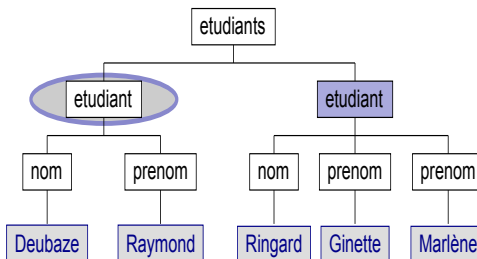 etudiants
etudiant etudiant
nom prenom nom prenom prenom
Deubaze Raymond Ringard Ginette Marlène